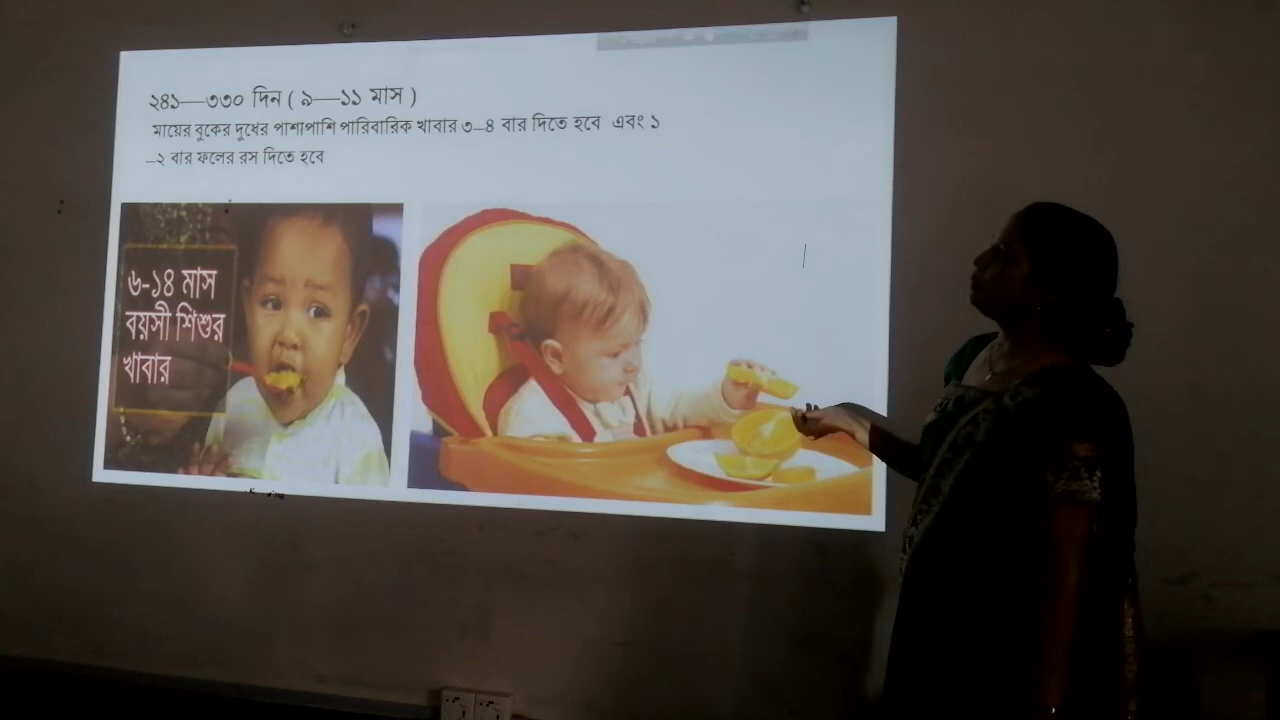 ২৪১—৩৩০ দিন ( ৯—১১ মাস )
মায়ের বুকের দুধের পাশাপাশি পারিবারিক খাবার ৩–৪ বার দিতে হবে এবং ১
–২ বার ফলের রস দিতে হবে
৬-১৪ মাস
বয়সী শিশুর
খাবার